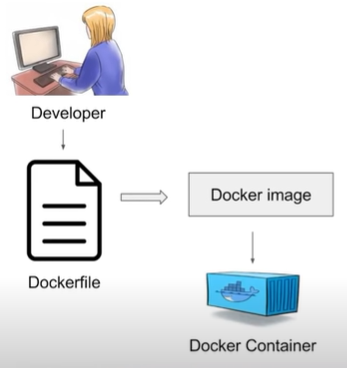 Developer
Docker image
Dockerfile
Docker Container